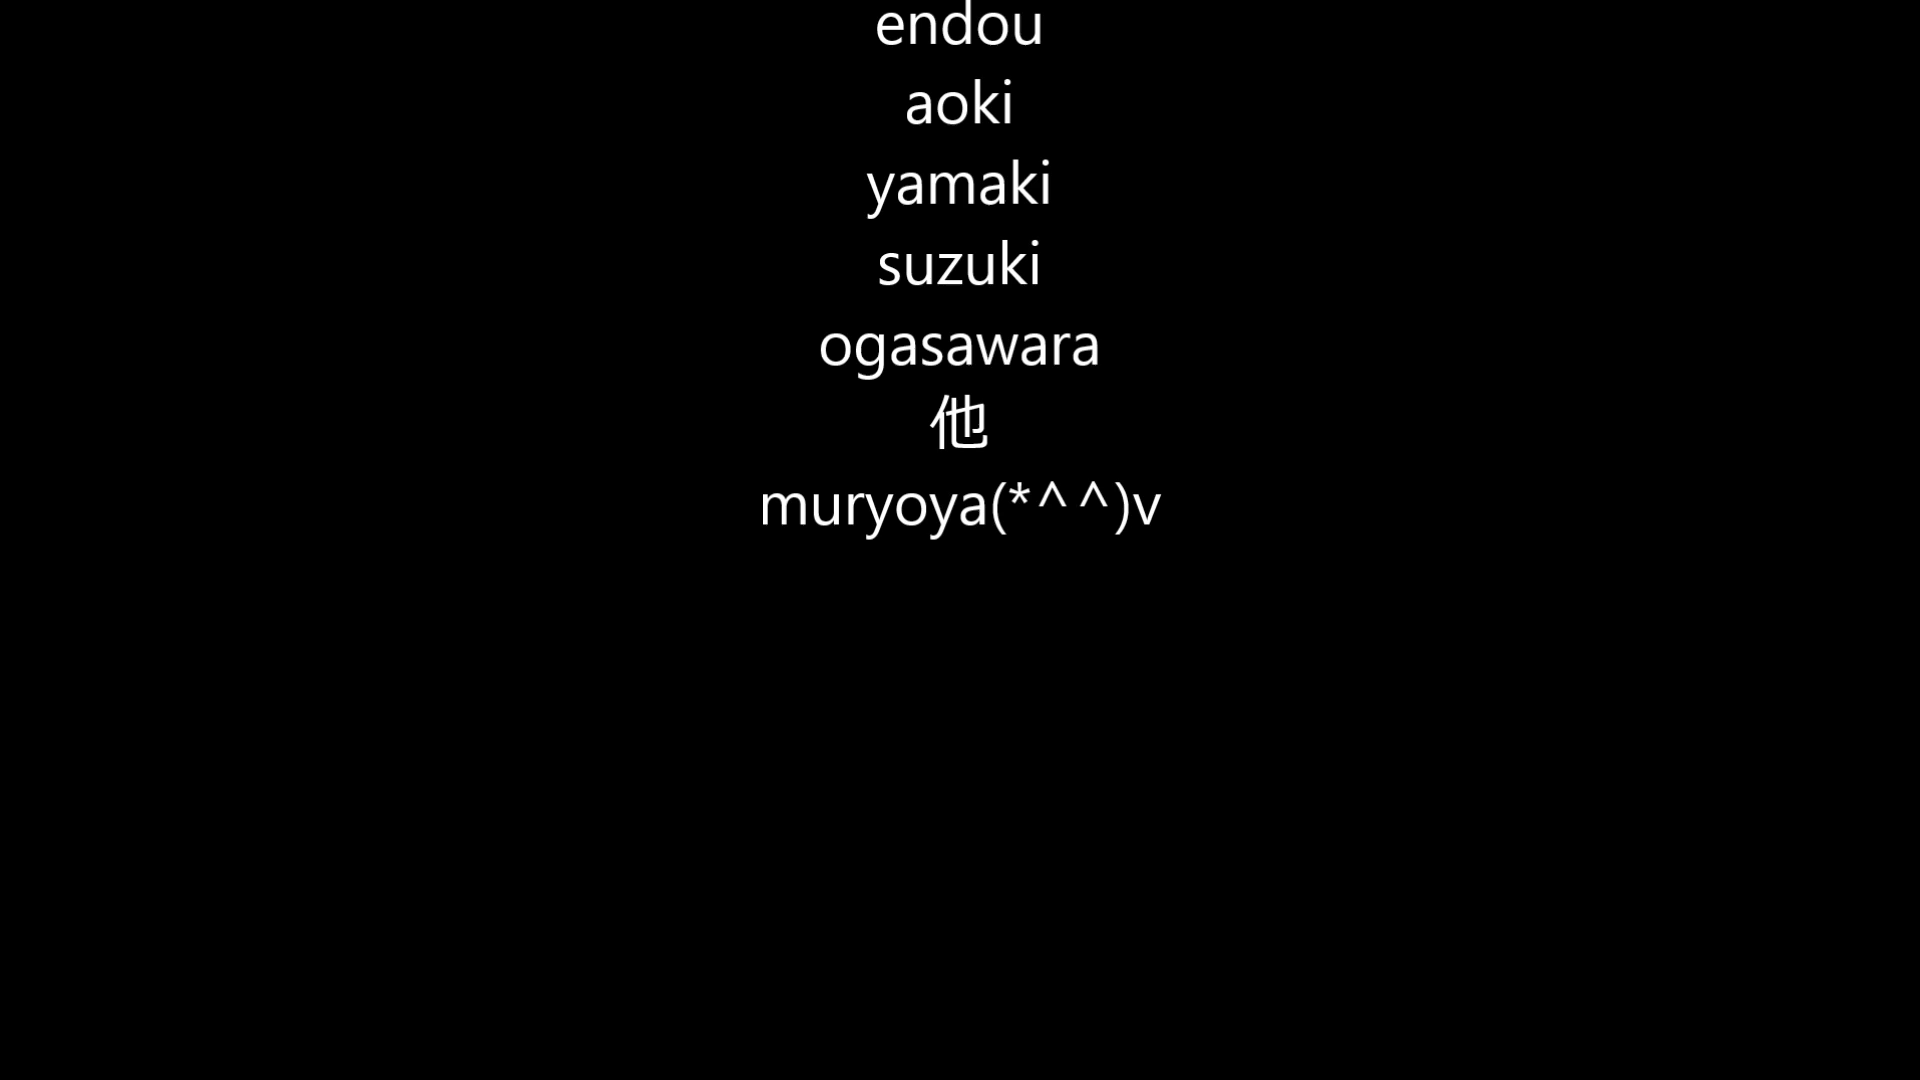 endou
aoki
yamaki
suzuki
ogasawara
他
muryoya(*^^)v